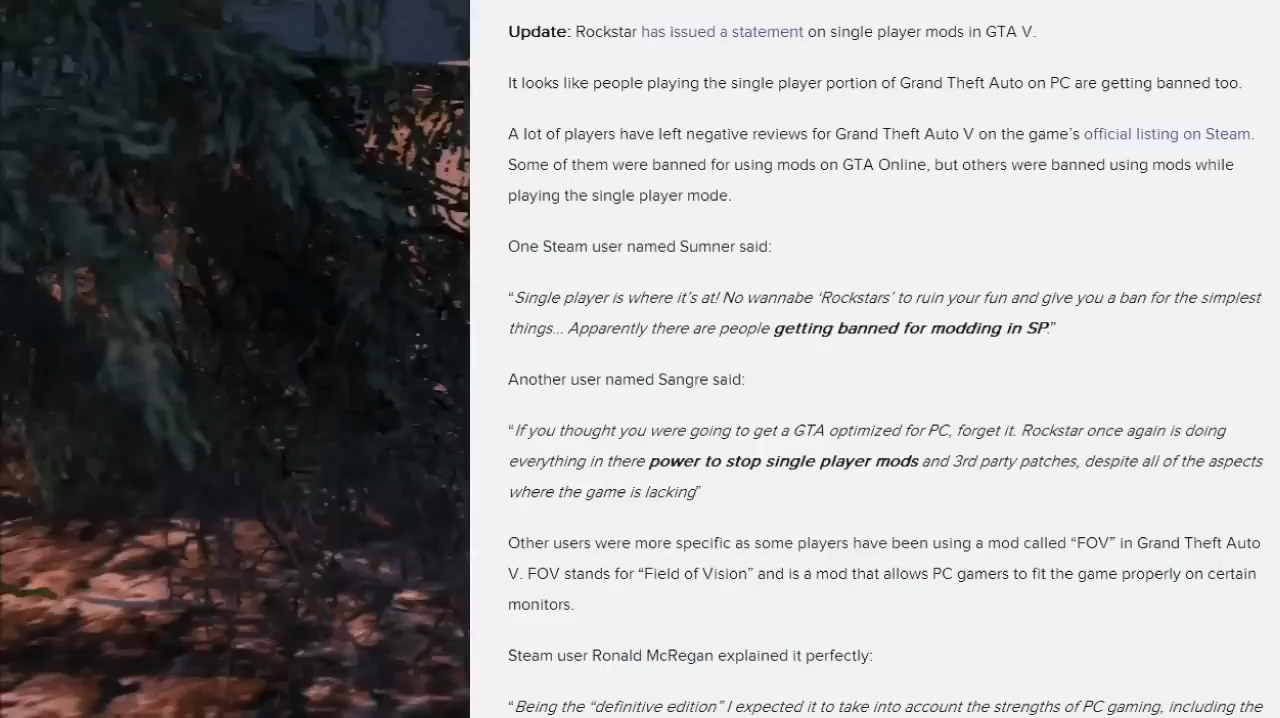 Update: Rockstar has issued a statement on single player mods in GTA V.
It looks like people playing the single player portion of Grand Theft Auto on PC are getting banned too.
A lot of players have left negative reviews for Grand Theft Auto V on the game’s official listing on Steam.
Some of them were banned for using mods on GTA Online, but others were banned using mods while
playing the single player mode.
One Steam user named Sumner said:
“Single player is where it’s at! No wannabe ‘Rockstars’ to ruin your fun and give you a ban for the simplest
things... Apparently there are people getting banned for modding in SP.”
Another user named Sangre said:
“If you thought you were going to get a GTA optimized for PC, forget it. Rockstar once again is doing
everything in there power to stop single player mods and 3rd party patches, despite all of the aspects
where the game is lacking”
Other users were more specific as some players have been using a mod called “FOV” in Grand Theft Auto
V. FOV stands for “Field of Vision” and is a mod that allows PC gamers to fit the game properly on certain
monitors.
Steam user Ronald McRegan explained it perfectly:
“Being the “definitive edition” I expected it to take into account the strengths of PC gaming, including the